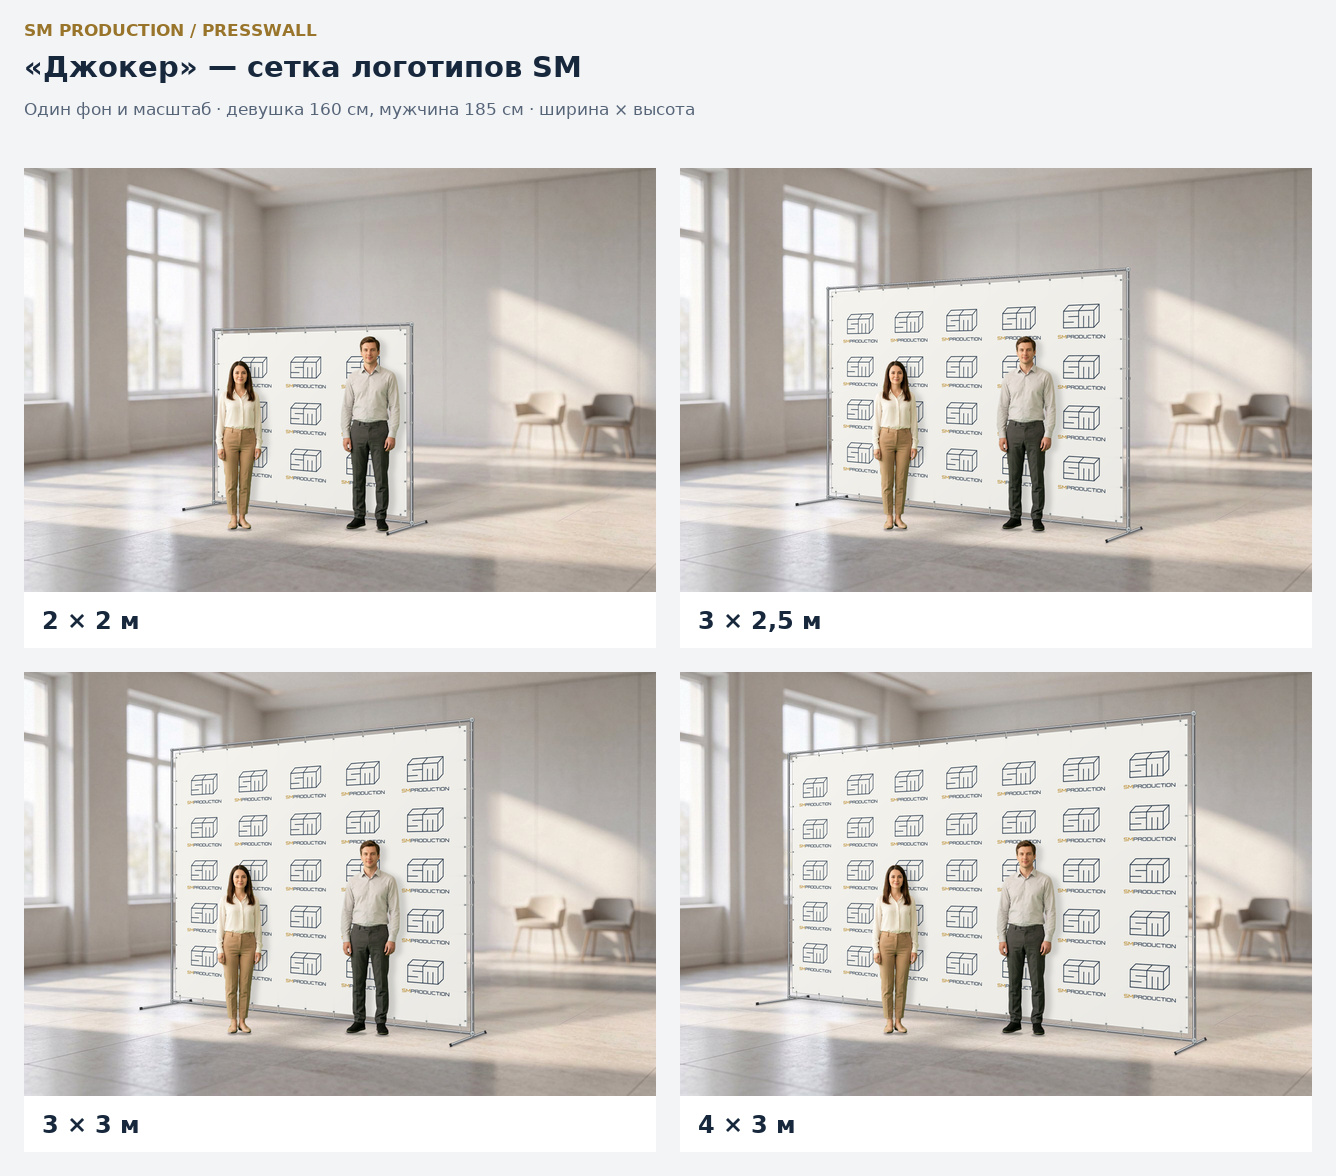 SM PRODUCTION / PRESSWALL
«Джокер» — сетка логотипов SM
Один фон и масштаб · девушка 160 см, мужчина 185 см · ширина × высота
2 × 2 м
3 × 2,5 м
3 × 3 м
4 × 3 м